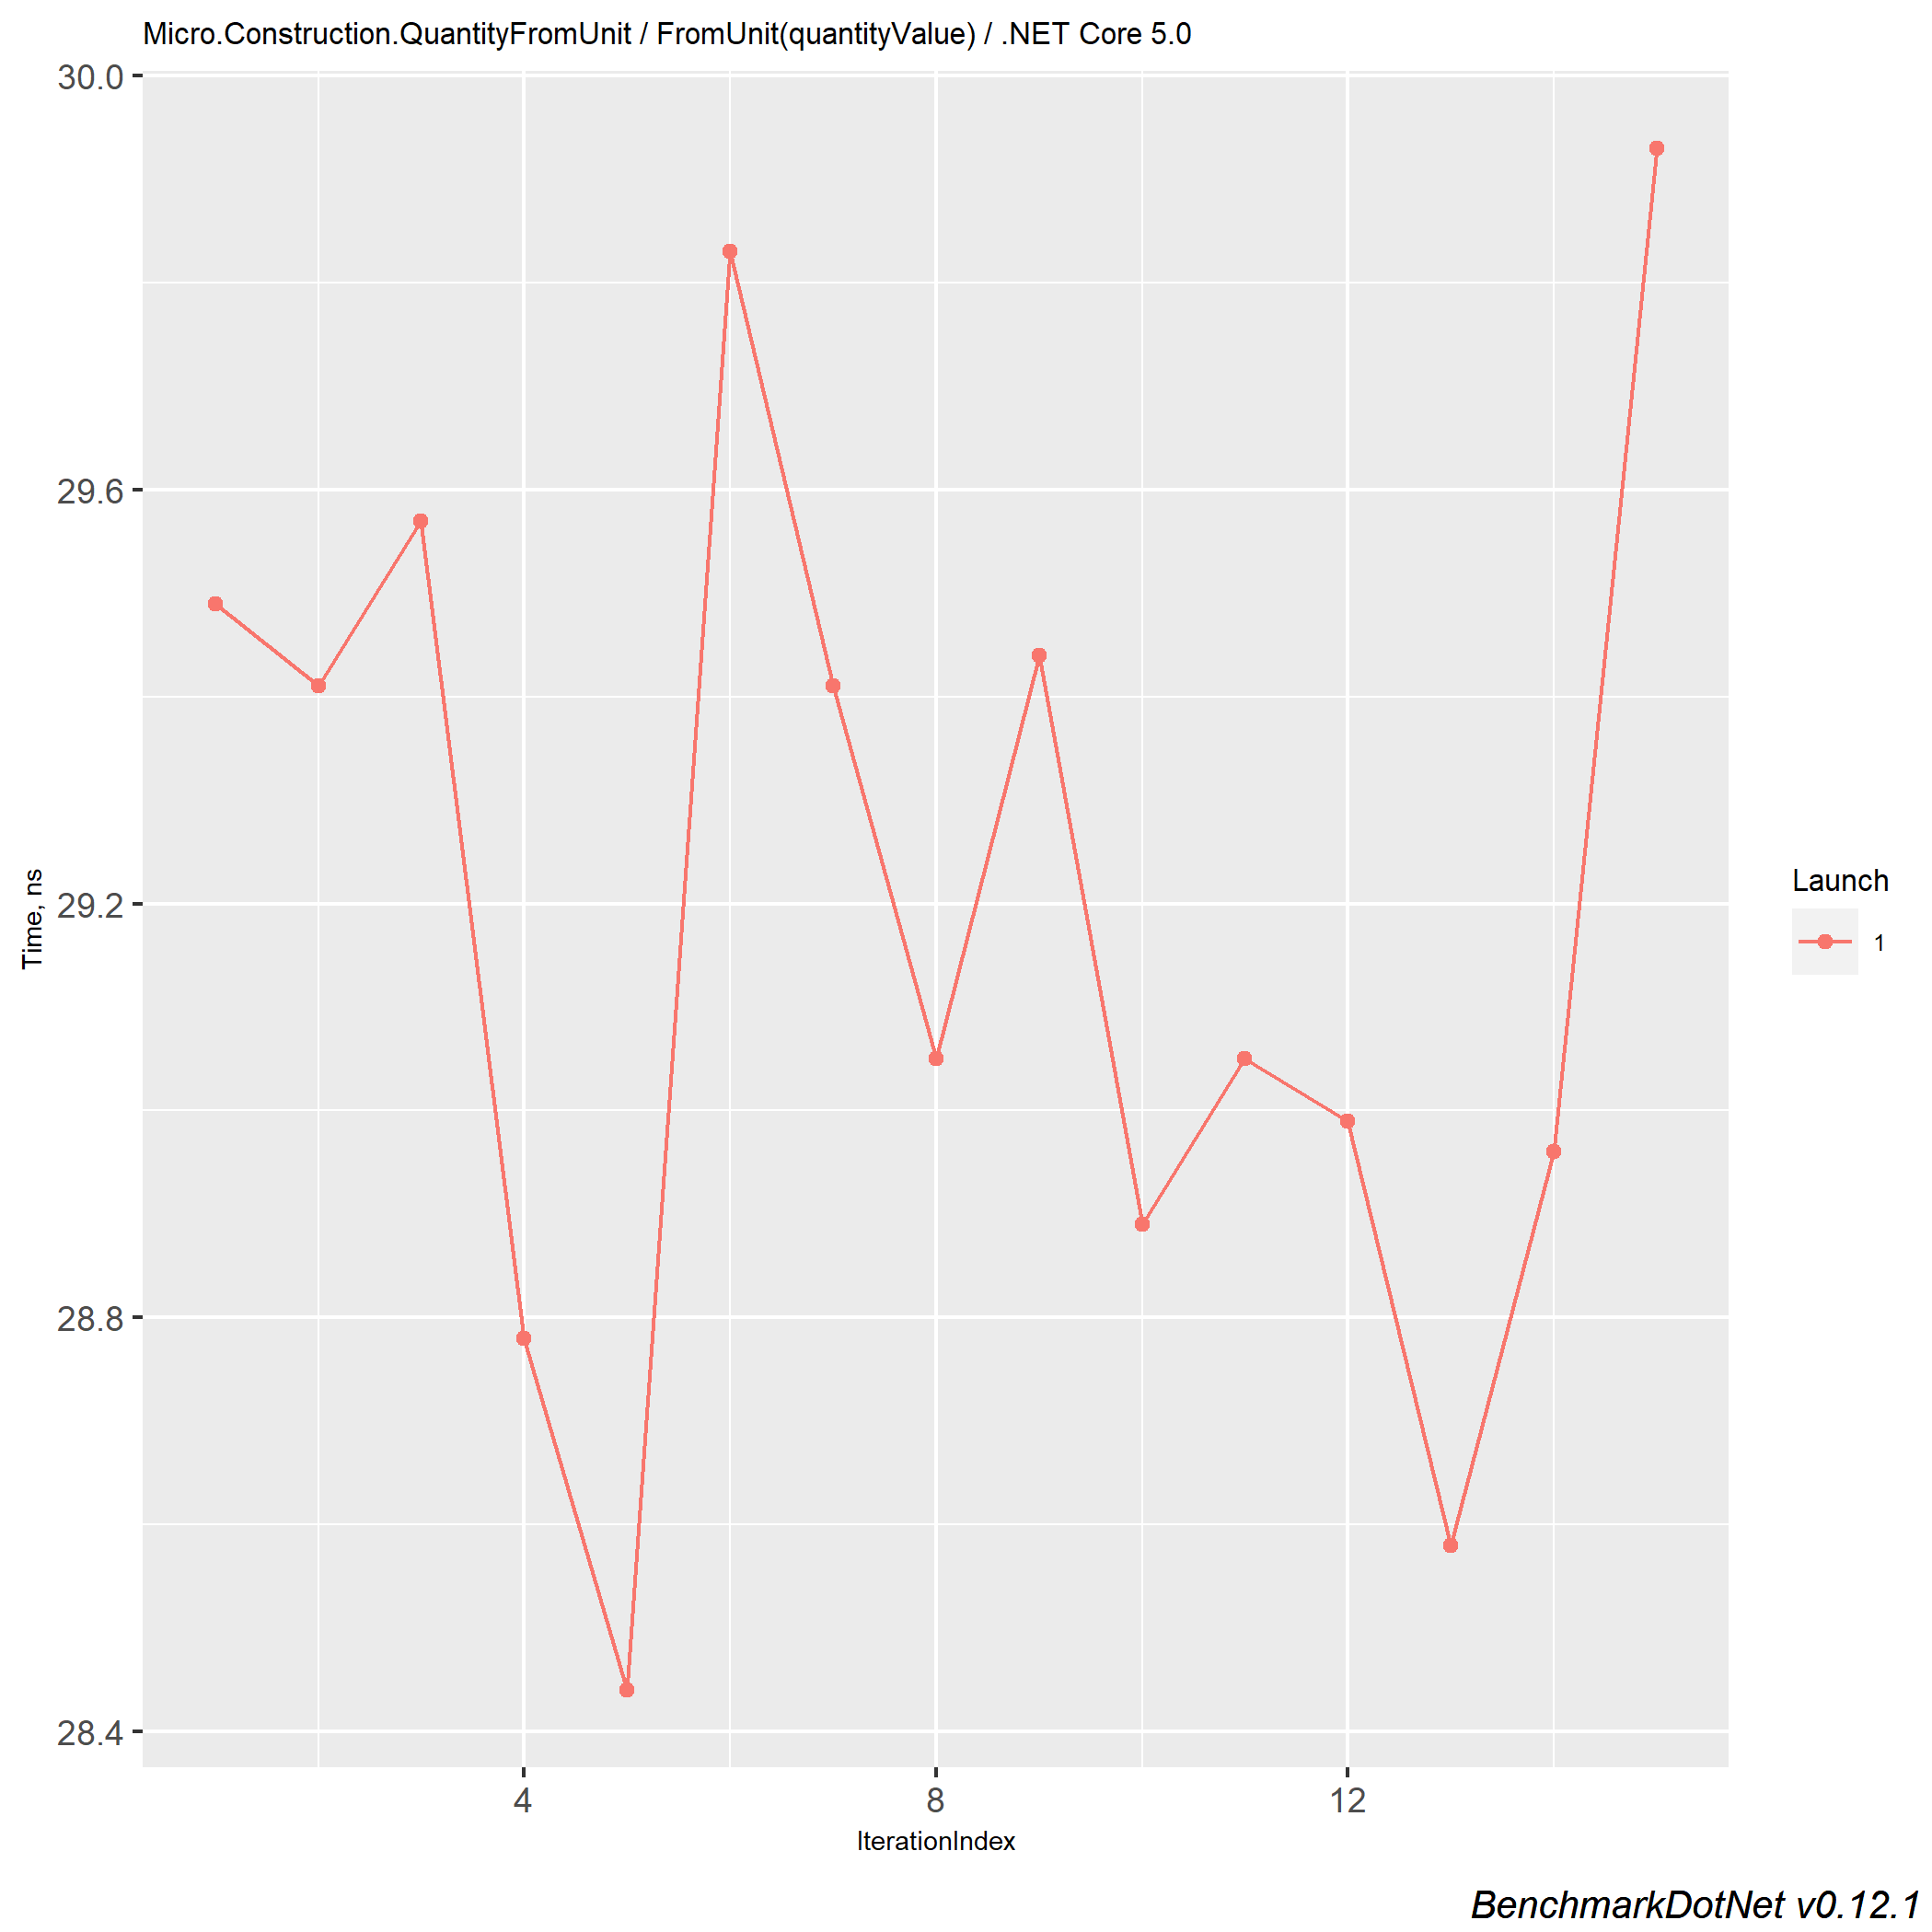 Micro.Construction.QuantityFromUnit / FromUnit(quantityValue) / .NET Core 5.0
30.0
29.6
29.2
28.8
28.4
Time, ns
4 8 12
IterationIndex
Launch
1
BenchmarkDotNet v0.12.1